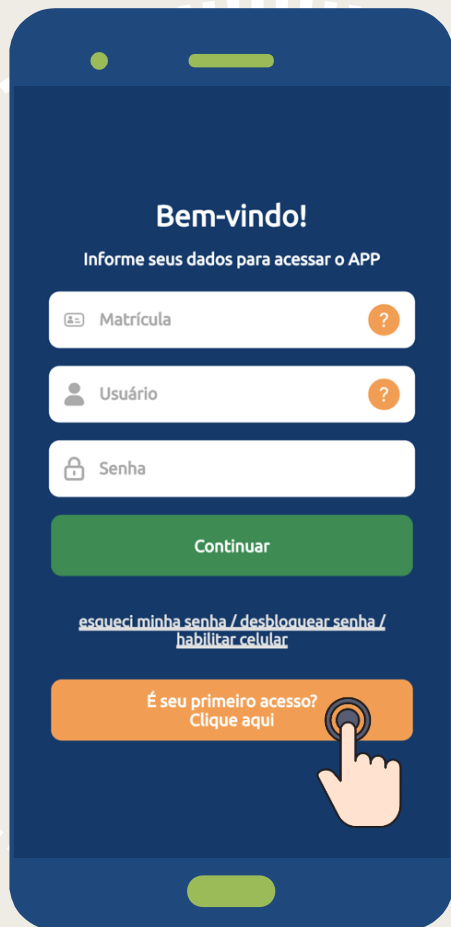 Bem-vindo!
Informe seus dados para acessar o APP
Matrícula
?
Usuário
?
Senha
Continuar
esqueci minha senha / desbloquear senha /
habilitar celular
É seu primeiro acesso?
Clique aqui